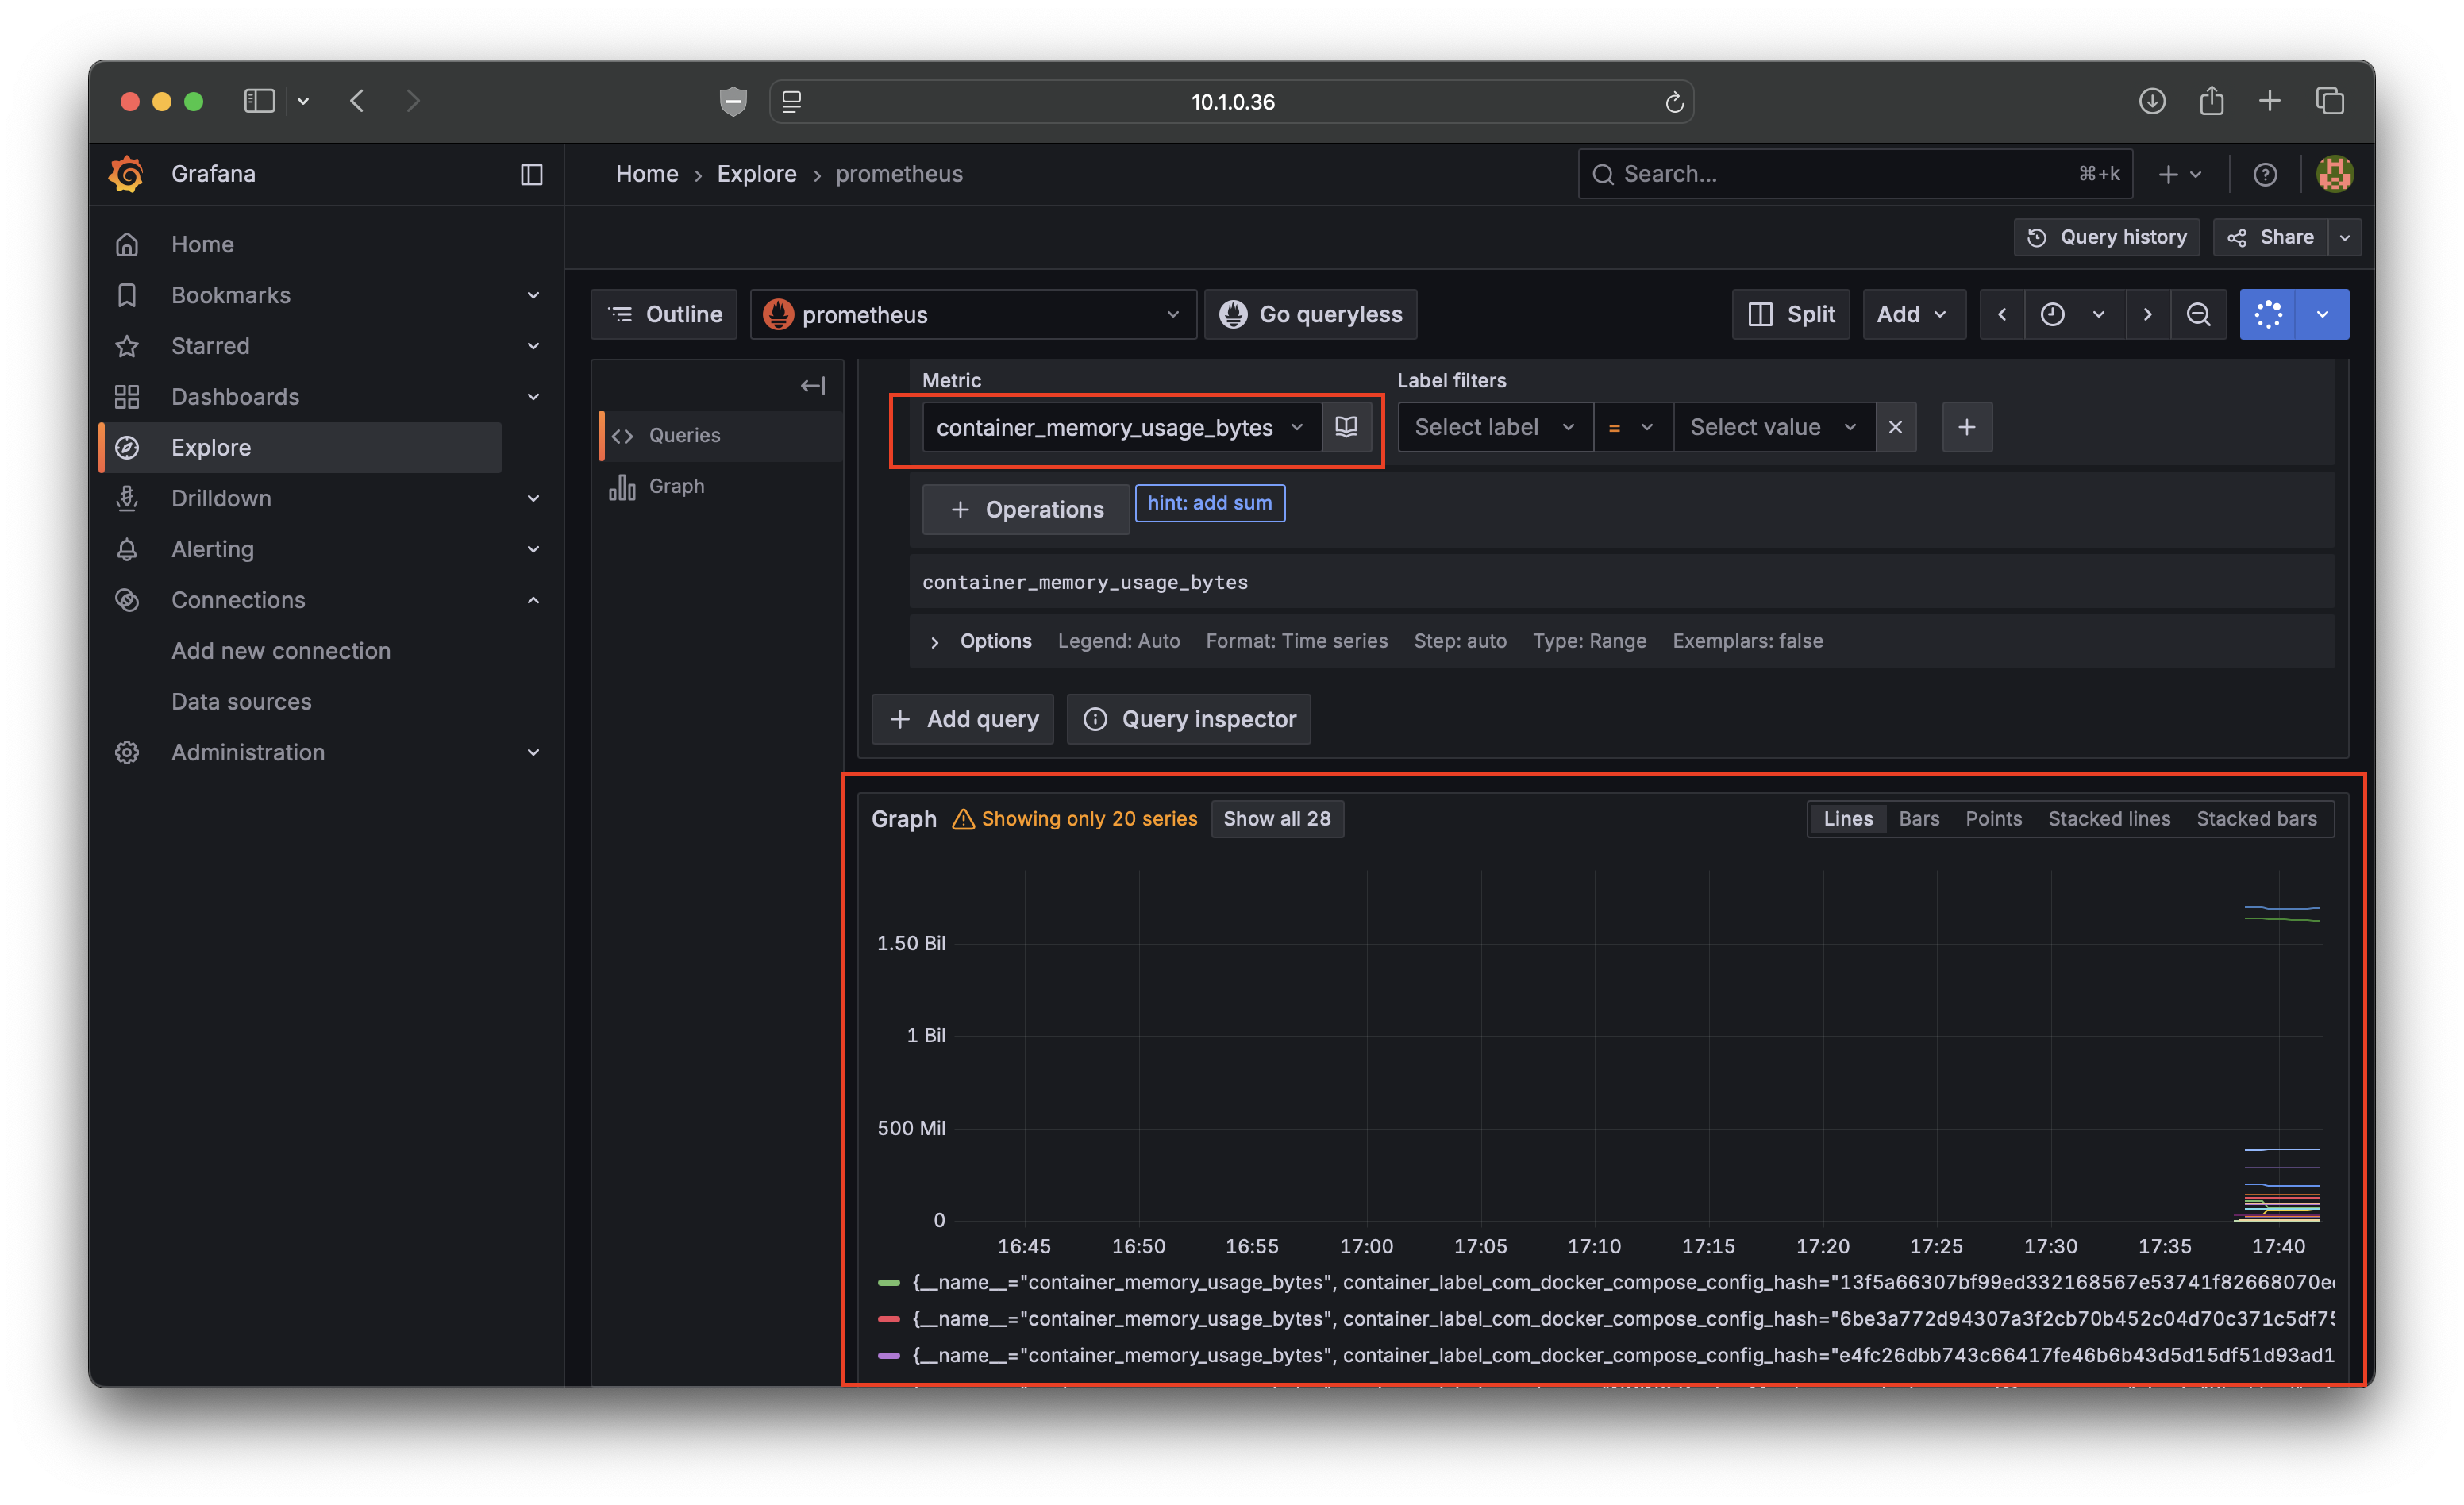 10.1.0.36
Grafana
Home › Explore › prometheus
Search... ⌘+k
Query history
Share
Home
Bookmarks
Starred
Dashboards
Explore
Drilldown
Alerting
Connections
Add new connection
Data sources
Administration
Outline
prometheus
Go queryless
Split
Add
Queries
Graph
Metric
Label filters
container_memory_usage_bytes
Select label
=
Select value
+ Operations
hint: add sum
container_memory_usage_bytes
Options Legend: Auto Format: Time series Step: auto Type: Range Exemplars: false
+ Add query
Query inspector
Graph
Showing only 20 series
Show all 28
Lines Bars Points Stacked lines Stacked bars
1.50 Bil
1 Bil
500 Mil
0
16:45 16:50 16:55 17:00 17:05 17:10 17:15 17:20 17:25 17:30 17:35 17:40
{__name__="container_memory_usage_bytes", container_label_com_docker_compose_config_hash="13f5a66307bf99ed332168567e53741f82668070e
{__name__="container_memory_usage_bytes", container_label_com_docker_compose_config_hash="6be3a772d94307a3f2cb70b452c04d70c371c5df75
{__name__="container_memory_usage_bytes", container_label_com_docker_compose_config_hash="e4fc26dbb743c66417fe46b6b43d5d15df51d93ad1